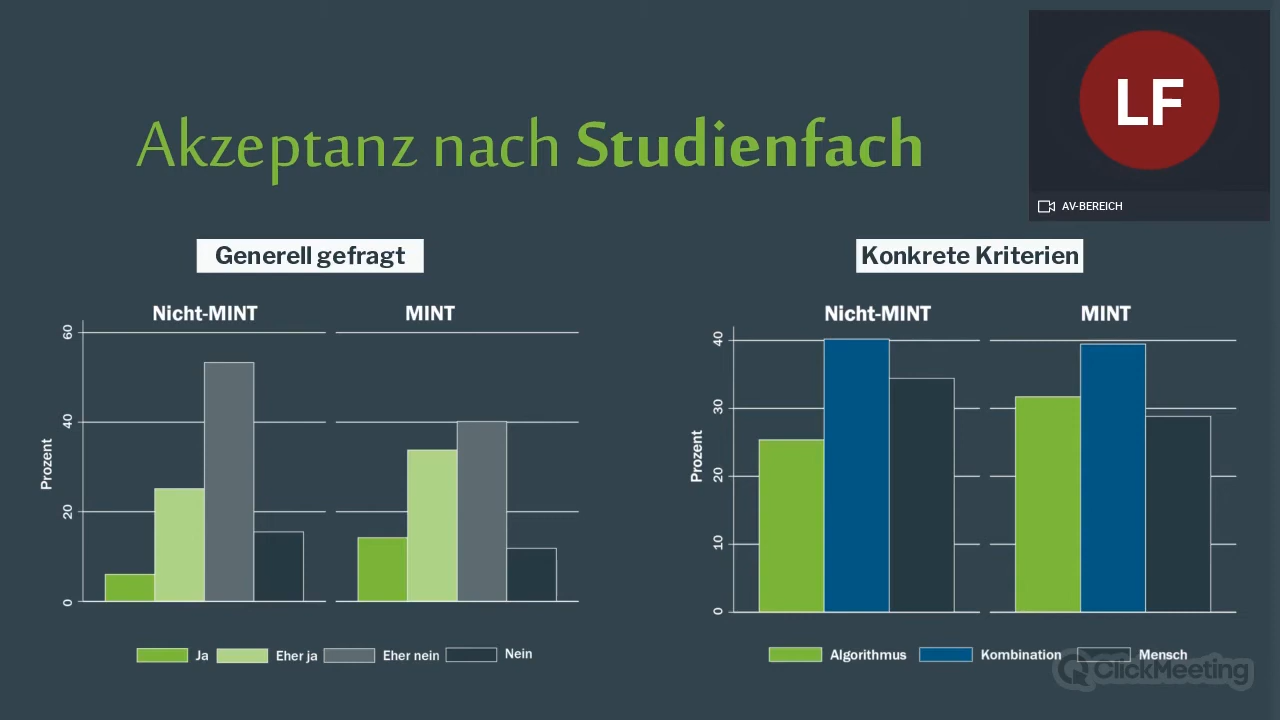 LF
AV-BEREICH
Akzeptanz nach Studienfach
Generell gefragt
Nicht-MINT
MINT
Prozent
60
40
20
0
Ja
Eher ja
Eher nein
Nein
Konkrete Kriterien
Nicht-MINT
MINT
Prozent
40
30
20
10
0
Algorithmus
Kombination
Mensch
ClickMeeting